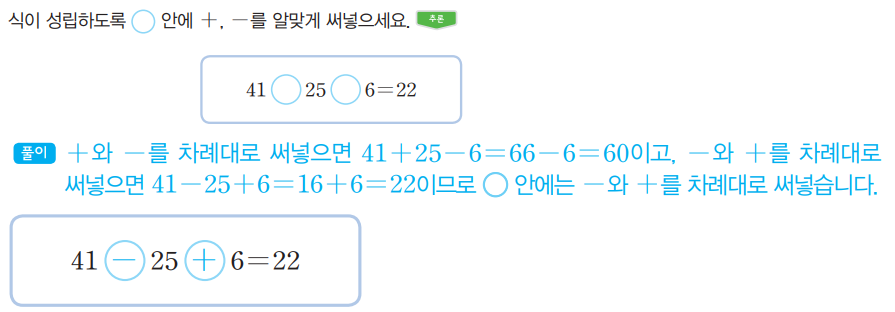 식이 성립하도록 ○ 안에 +, -를 알맞게 써넣으세요. 추론
41 ○ 25 ○ 6=22
풀이 +와 -를 차례대로 써넣으면 41+25-6=66-6=60이고, -와 +를 차례대로
써넣으면 41-25+6=16+6=22이므로 ○ 안에는 -와 +를 차례대로 써넣습니다.
41 - 25 + 6=22